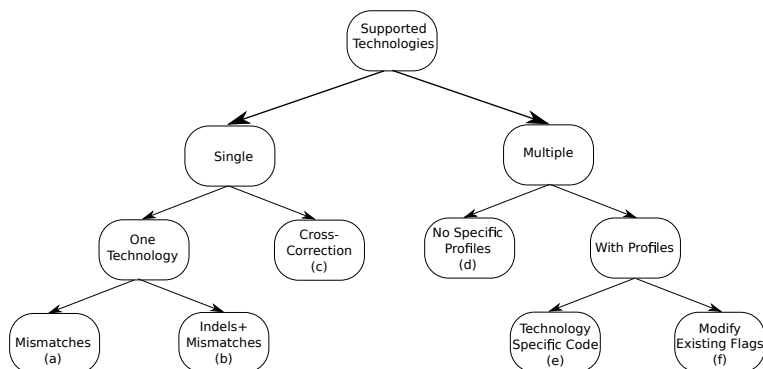 Supported
Technologies
Single
Multiple
One
Technology
Cross-
Correction
(c)
No Specific
Profiles
(d)
With Profiles
Mismatches
(a)
Indels+
Mismatches
(b)
Technology
Specific Code
(e)
Modify
Existing Flags
(f)